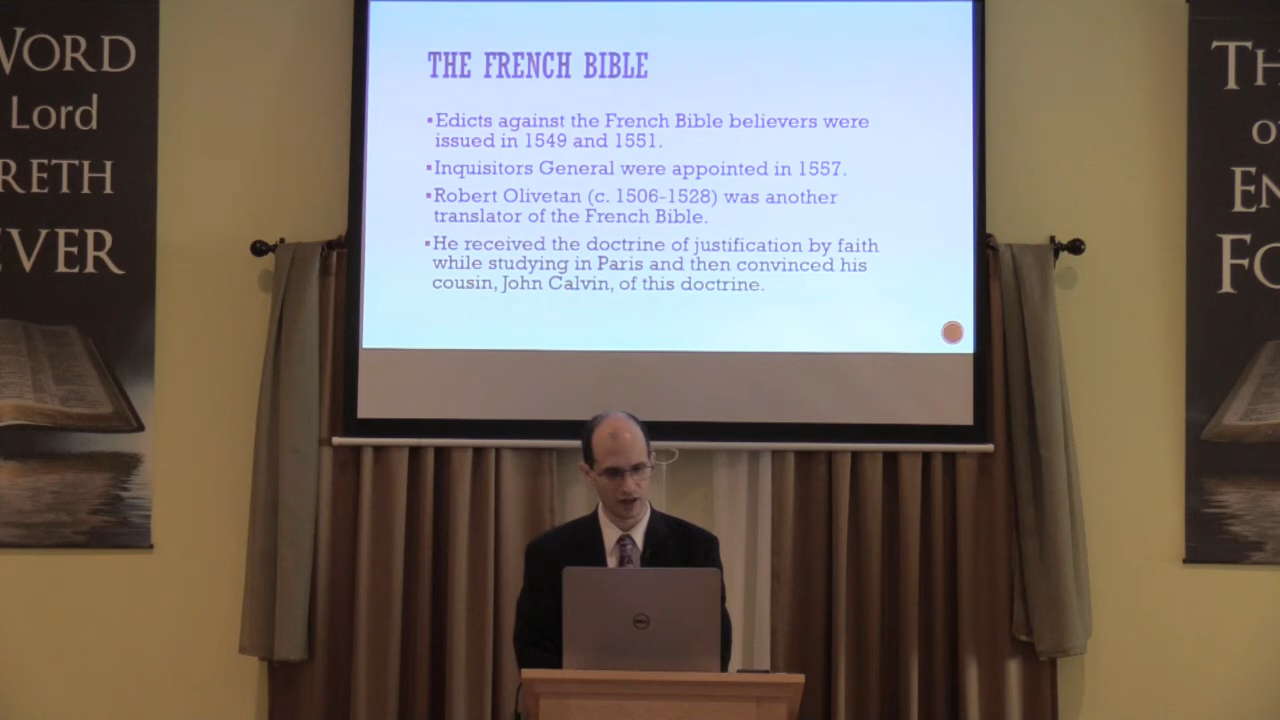 WORD
Lord
RETH
EVER
THE FRENCH BIBLE
▪Edicts against the French Bible believers were
issued in 1549 and 1551.
▪Inquisitors General were appointed in 1557.
▪Robert Olivetan (c. 1506-1528) was another
translator of the French Bible.
▪He received the doctrine of justification by faith
while studying in Paris and then convinced his
cousin, John Calvin, of this doctrine.
DELL
TH
O
EN
FO